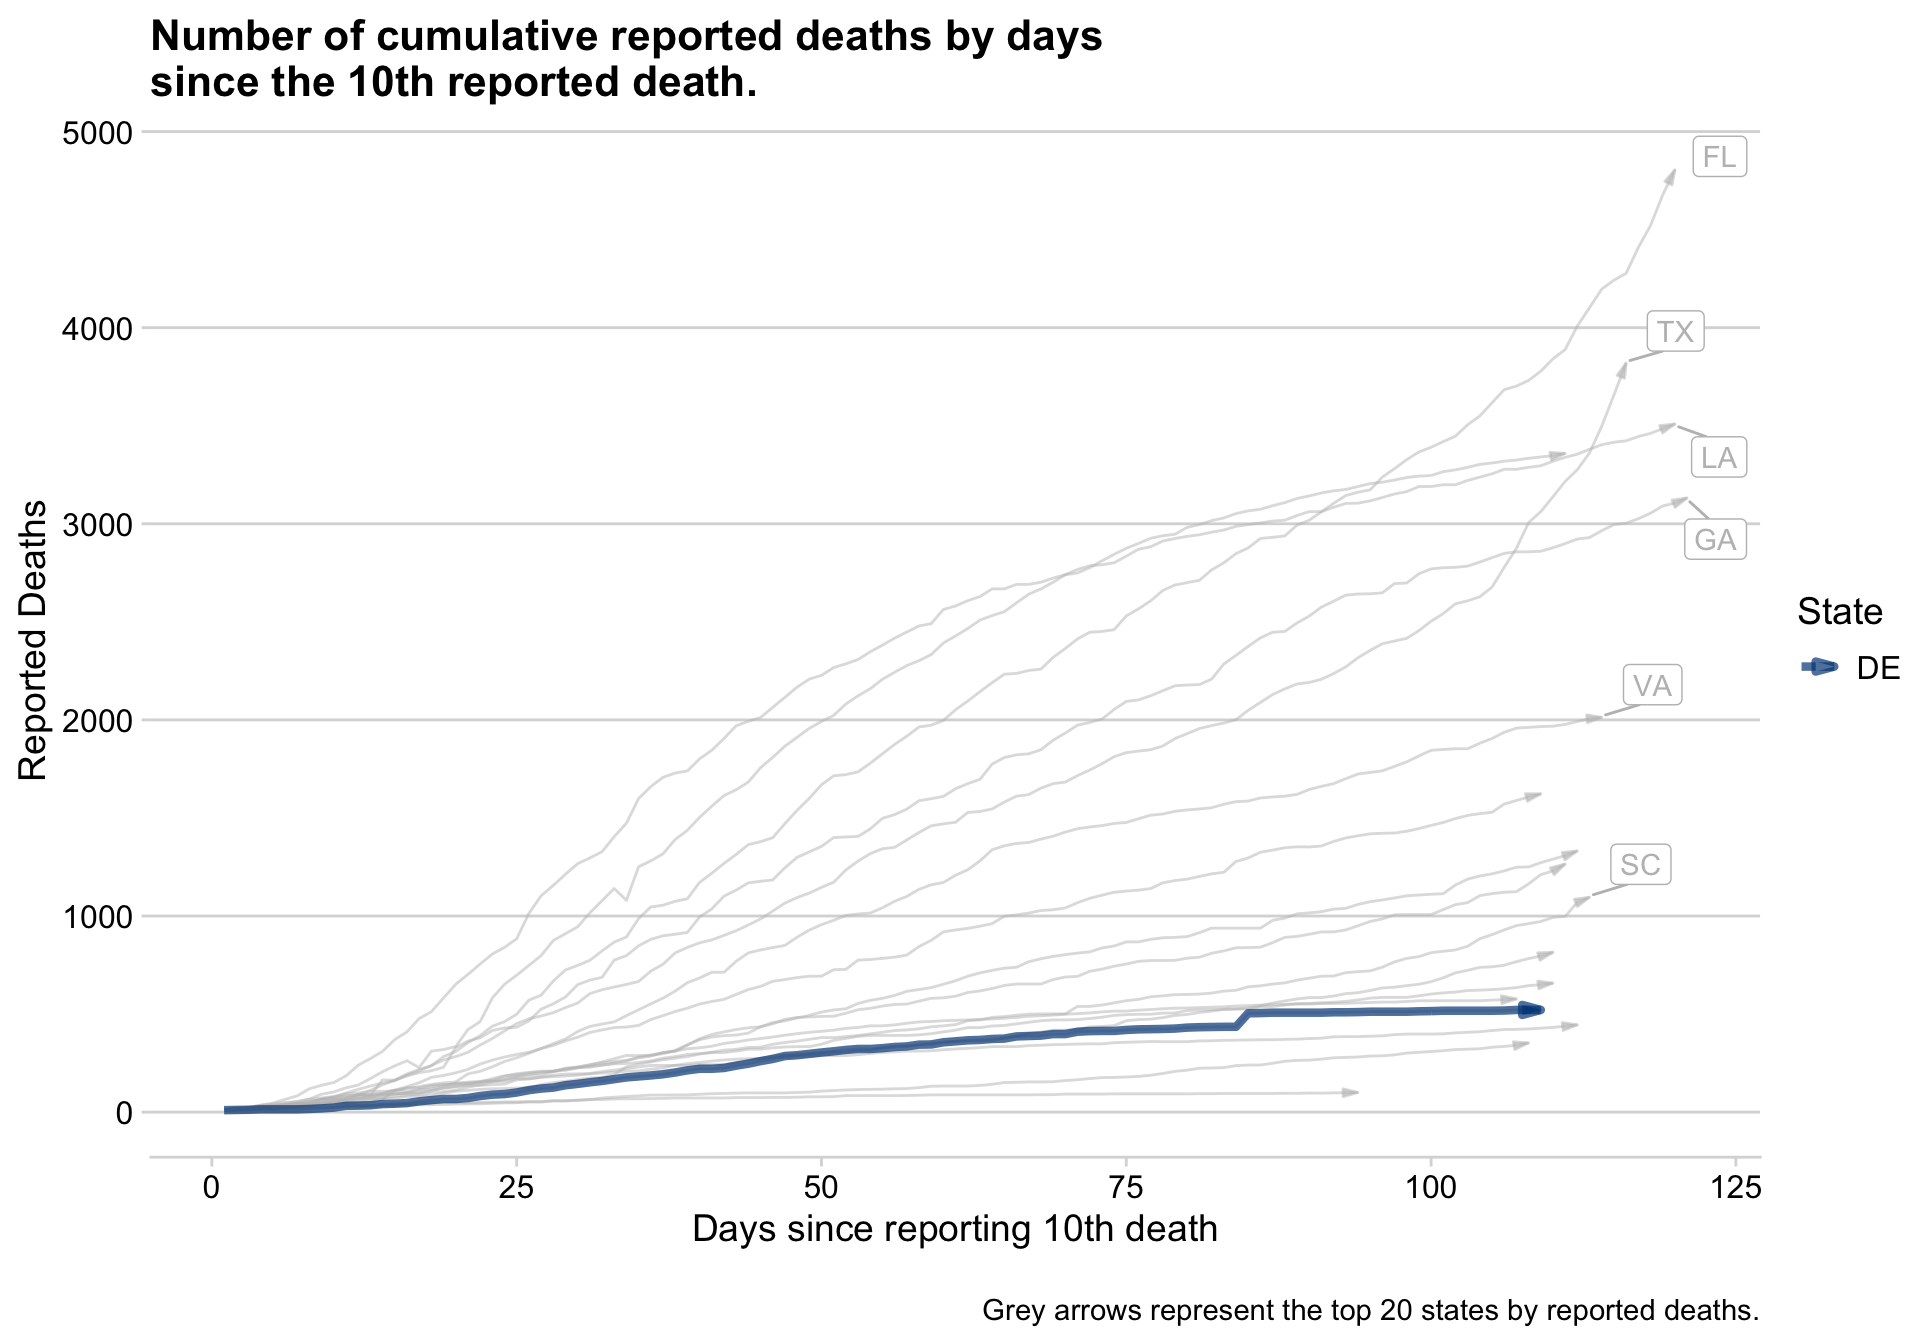 Number of cumulative reported deaths by days
since the 10th reported death.
5000
4000
3000
2000
1000
0
Reported Deaths
FL
TX
LA
GA
VA
SC
State
DE
0 25 50 75 100 125
Days since reporting 10th death
Grey arrows represent the top 20 states by reported deaths.